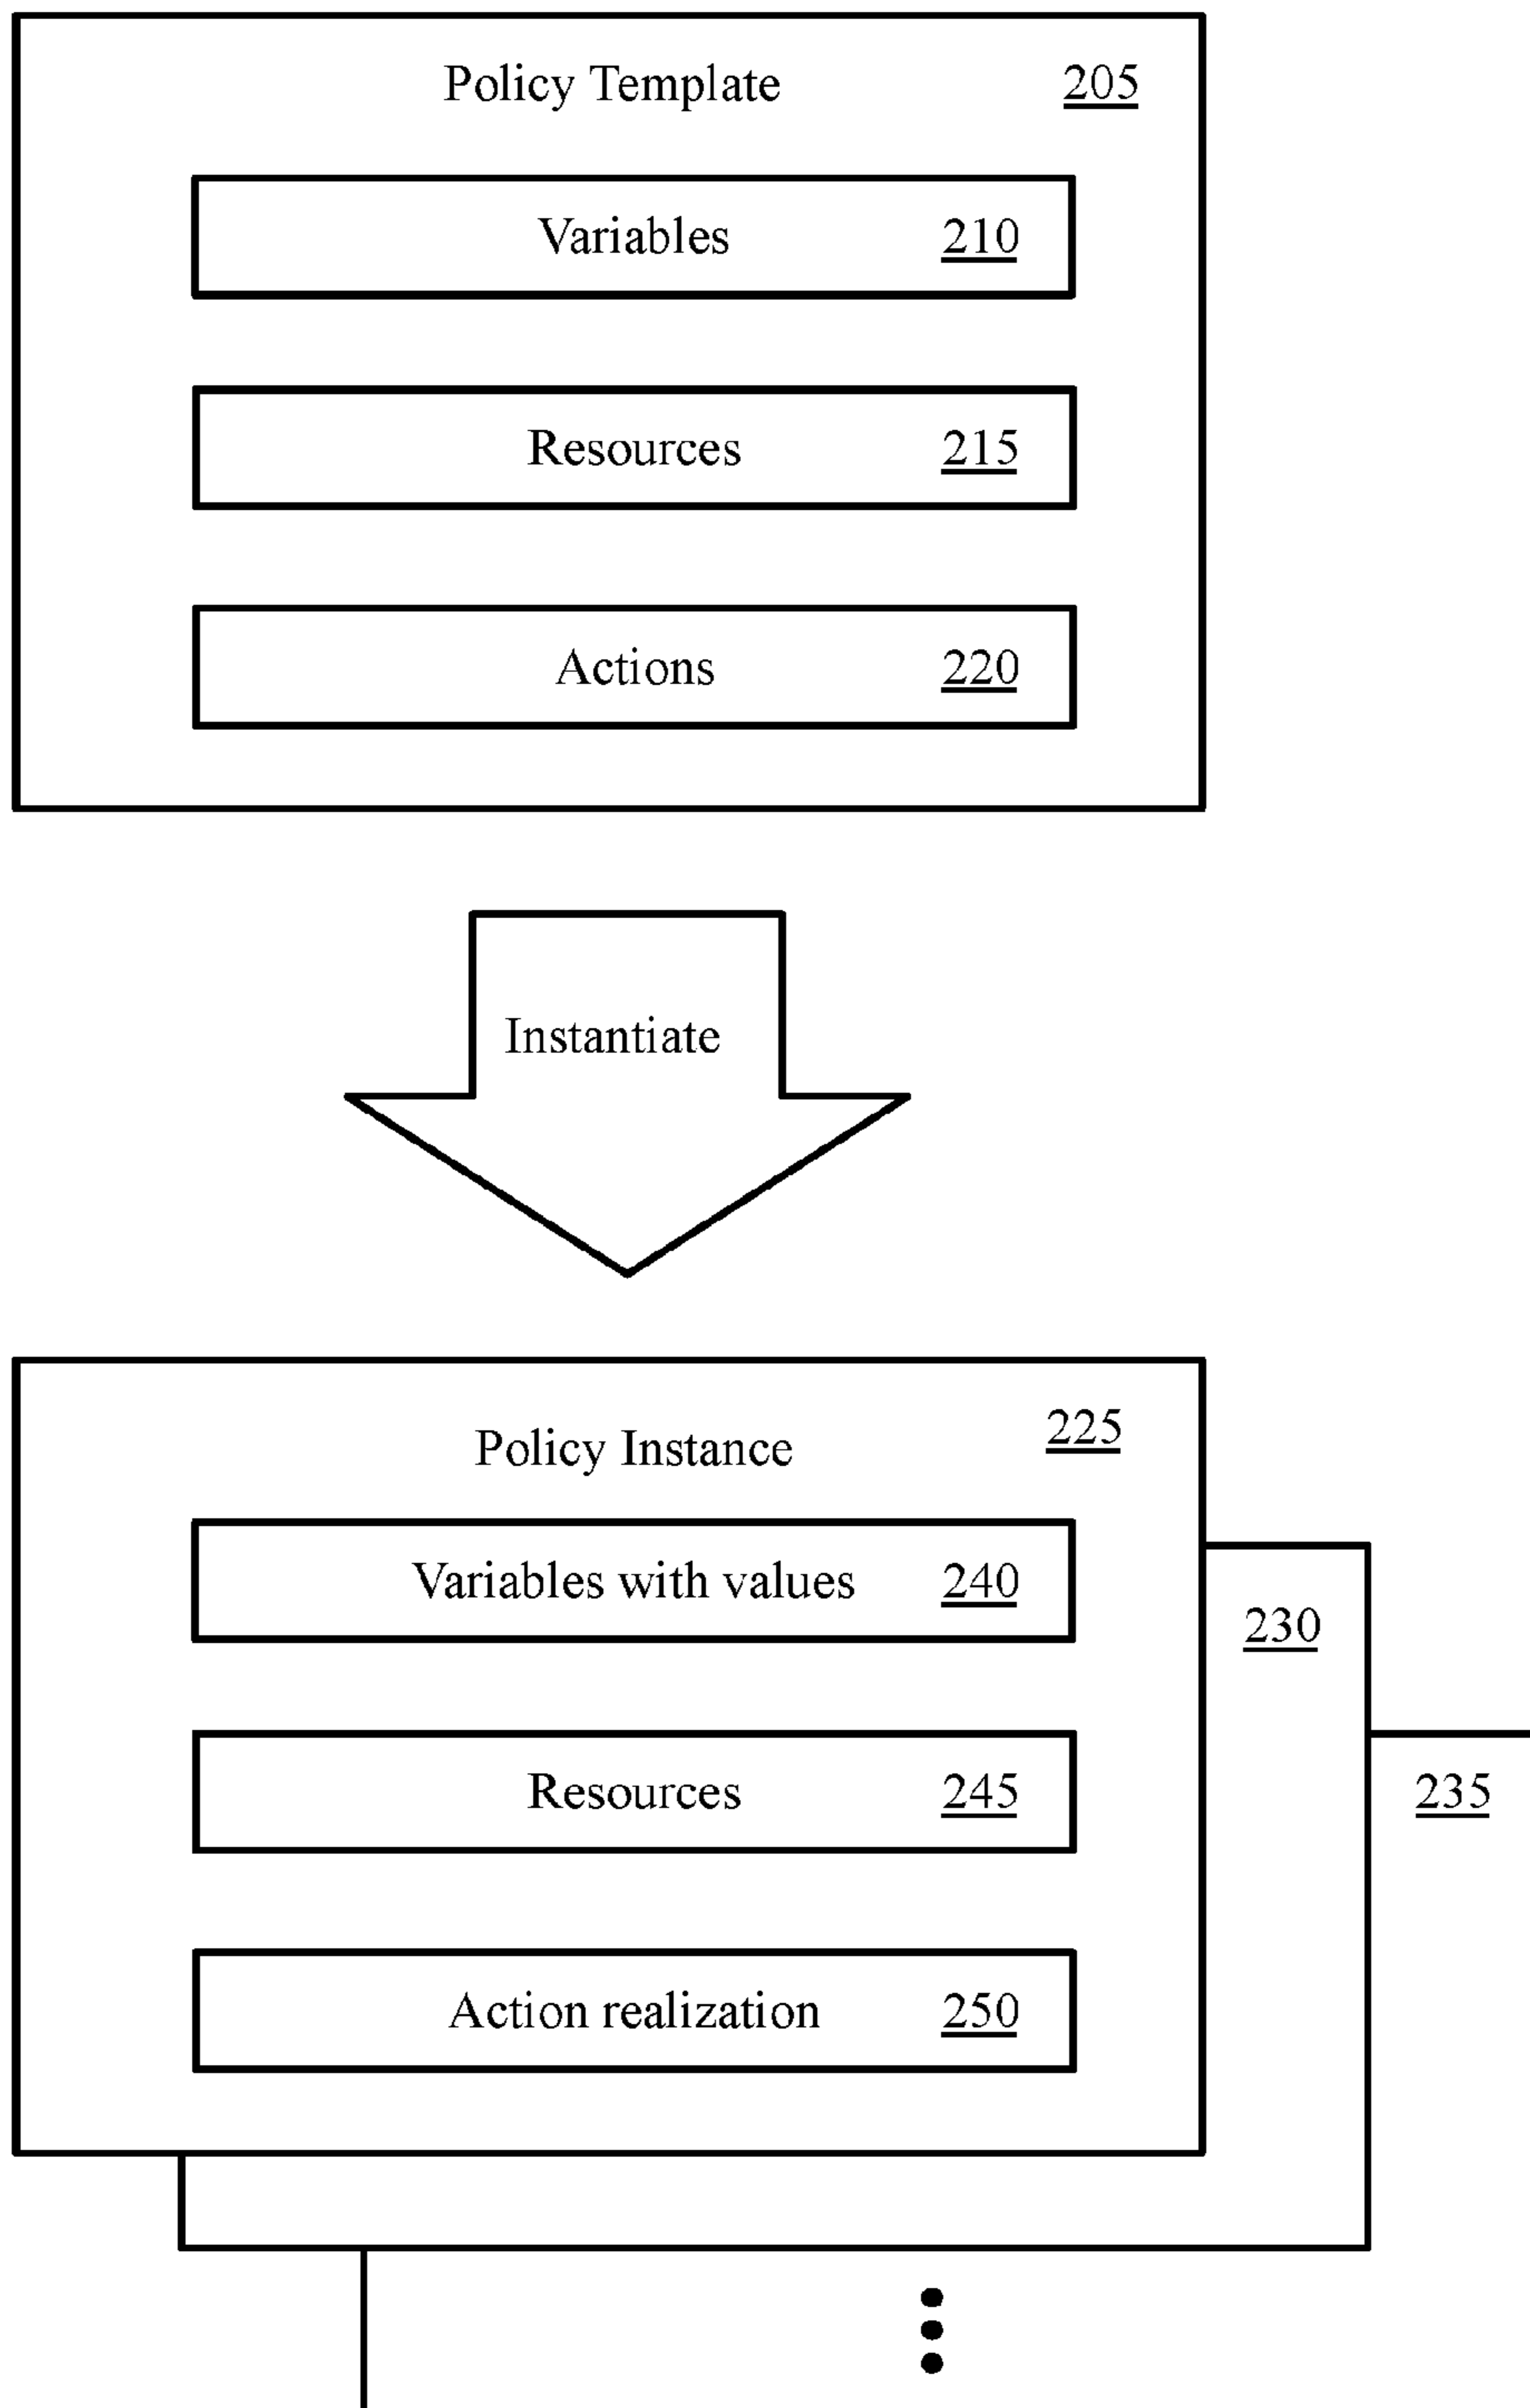 Policy Template 205
Variables 210
Resources 215
Actions 220
Instantiate
Policy Instance 225
Variables with values 240
230
Resources 245
235
Action realization 250